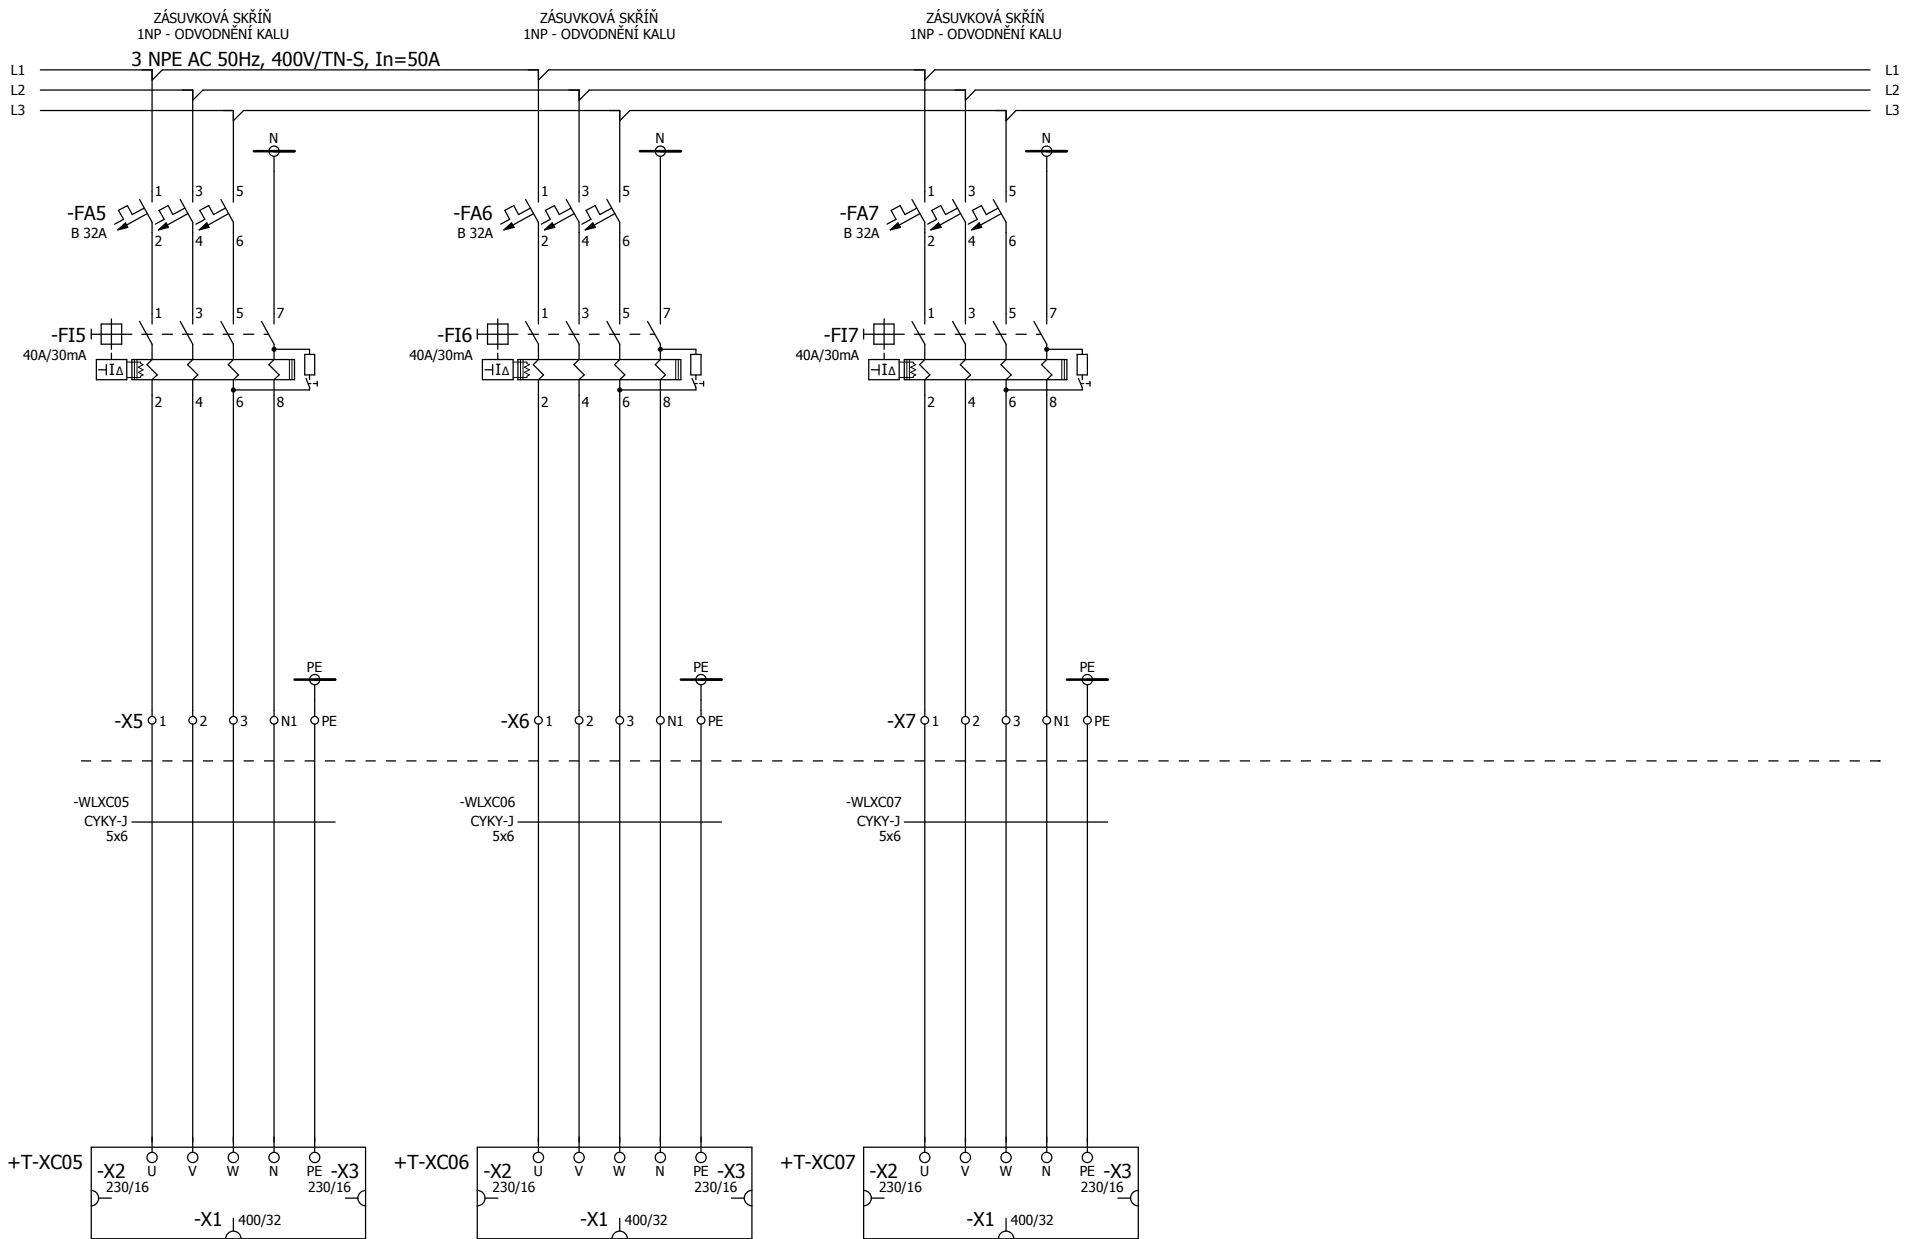 ZÁSUVKOVÁ SKŘÍŇ ZÁSUVKOVÁ SKŘÍŇ ZÁSUVKOVÁ SKŘÍŇ
1NP - ODVODNĚNÍ KALU 1NP - ODVODNĚNÍ KALU 1NP - ODVODNĚNÍ KALU
3 NPE AC 50Hz, 400V/TN-S, In=50A
L1 L1
L2 L2
L3 L3
N N N
1 3 5 1 3 5 1 3 5
-FA5 -FA6 -FA7
B 32A B 32A B 32A
2 4 6 2 4 6 2 4 6
1 3 5 7 1 3 5 7 1 3 5 7
-FI5 -FI6 -FI7
40A/30mA 40A/30mA 40A/30mA
IΔ IΔ IΔ
2 4 6 8 2 4 6 8 2 4 6 8
PE PE PE
-X5 1 2 3 N1 PE -X6 1 2 3 N1 PE -X7 1 2 3 N1 PE
-WLXC05 -WLXC06 -WLXC07
CYKY-J CYKY-J CYKY-J
5x6 5x6 5x6
+T-XC05 -X2 U V W N PE -X3 +T-XC06 -X2 U V W N PE -X3 +T-XC07 -X2 U V W N PE -X3
230/16 230/16 230/16 230/16 230/16 230/16
-X1 400/32 -X1 400/32 -X1 400/32